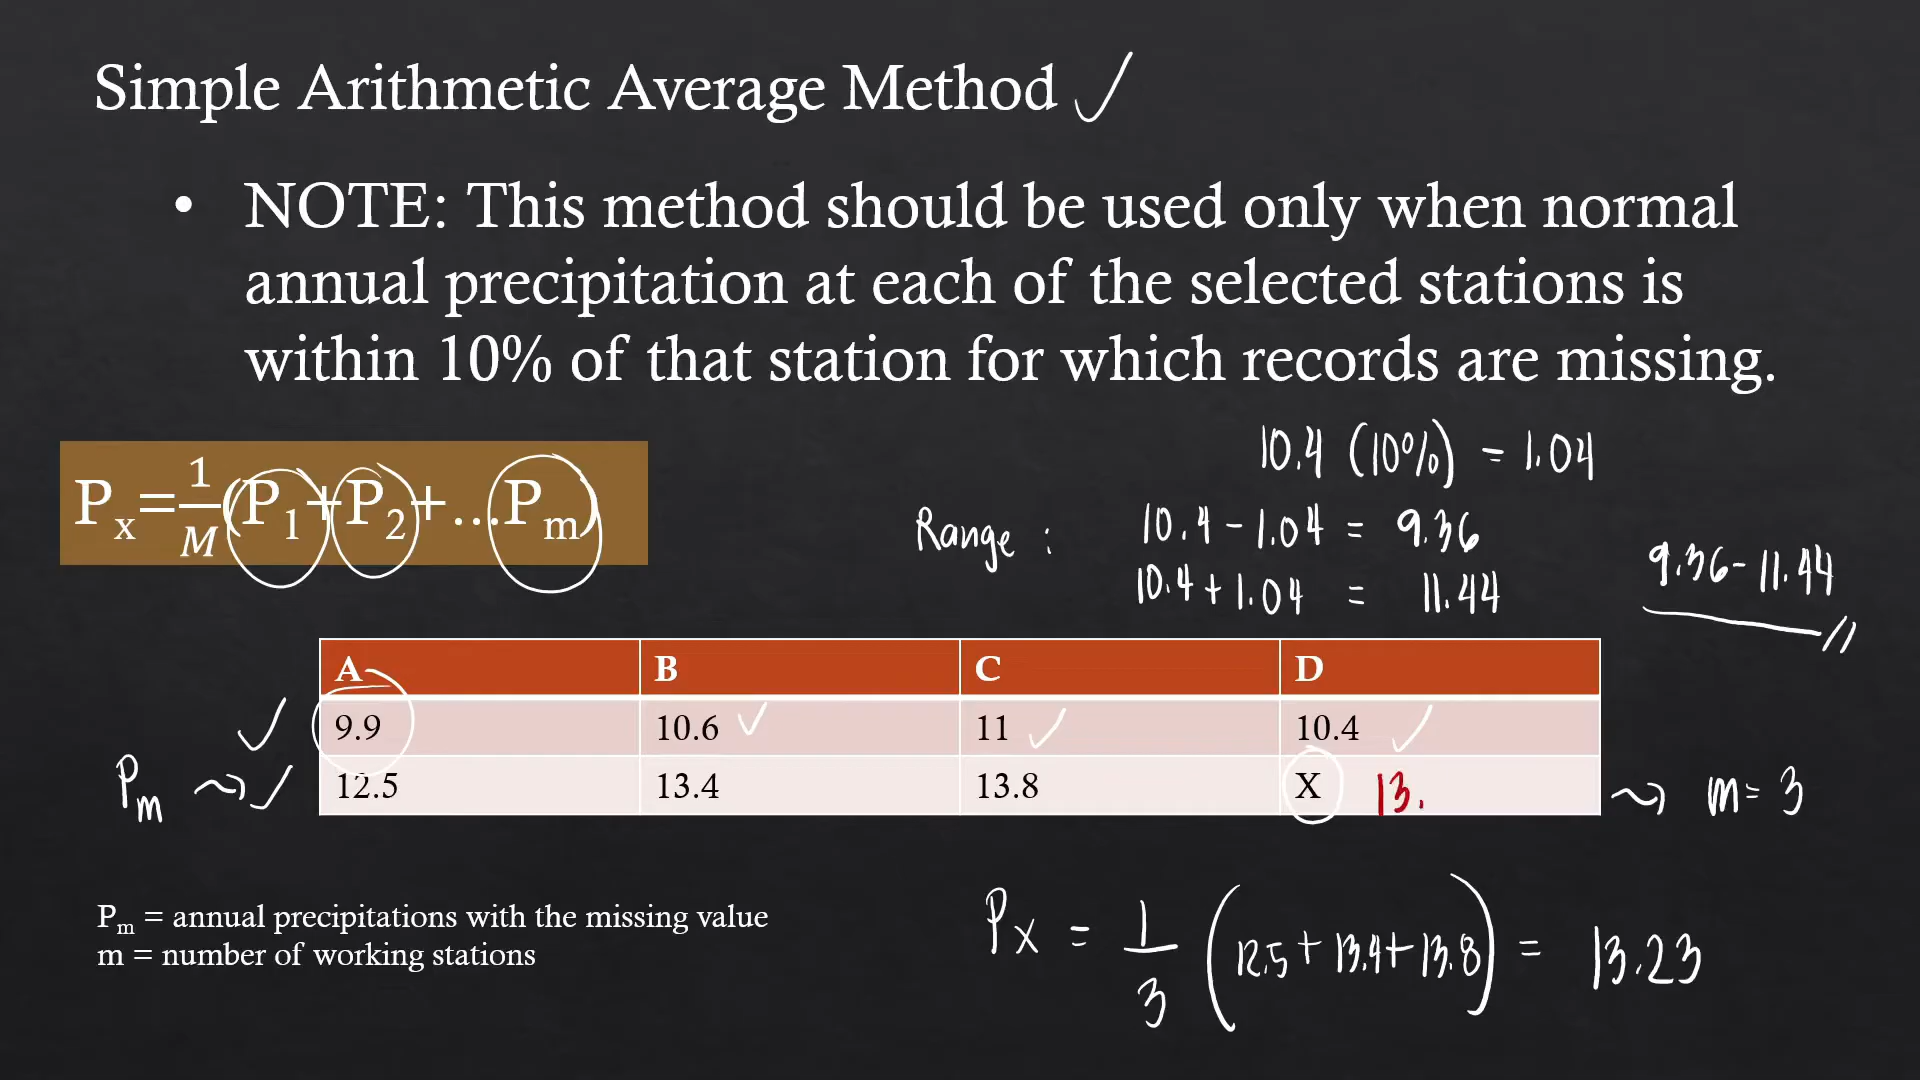 Simple Arithmetic Average Method ✓
• NOTE: This method should be used only when normal
annual precipitation at each of the selected stations is
within 10% of that station for which records are missing.
10.4 (10%) = 1.04
Pₓ=1/M(P₁+P₂+...Pₘ)
Range : 10.4 - 1.04 = 9.36
10.4 + 1.04 = 11.44
9.36 - 11.44
A B C D
9.9 10.6 11 10.4
Pm 12.5 13.4 13.8 X 13. m = 3
Pₘ = annual precipitations with the missing value
m = number of working stations
Px = 1/3 (12.5 + 13.4 + 13.8) = 13.23